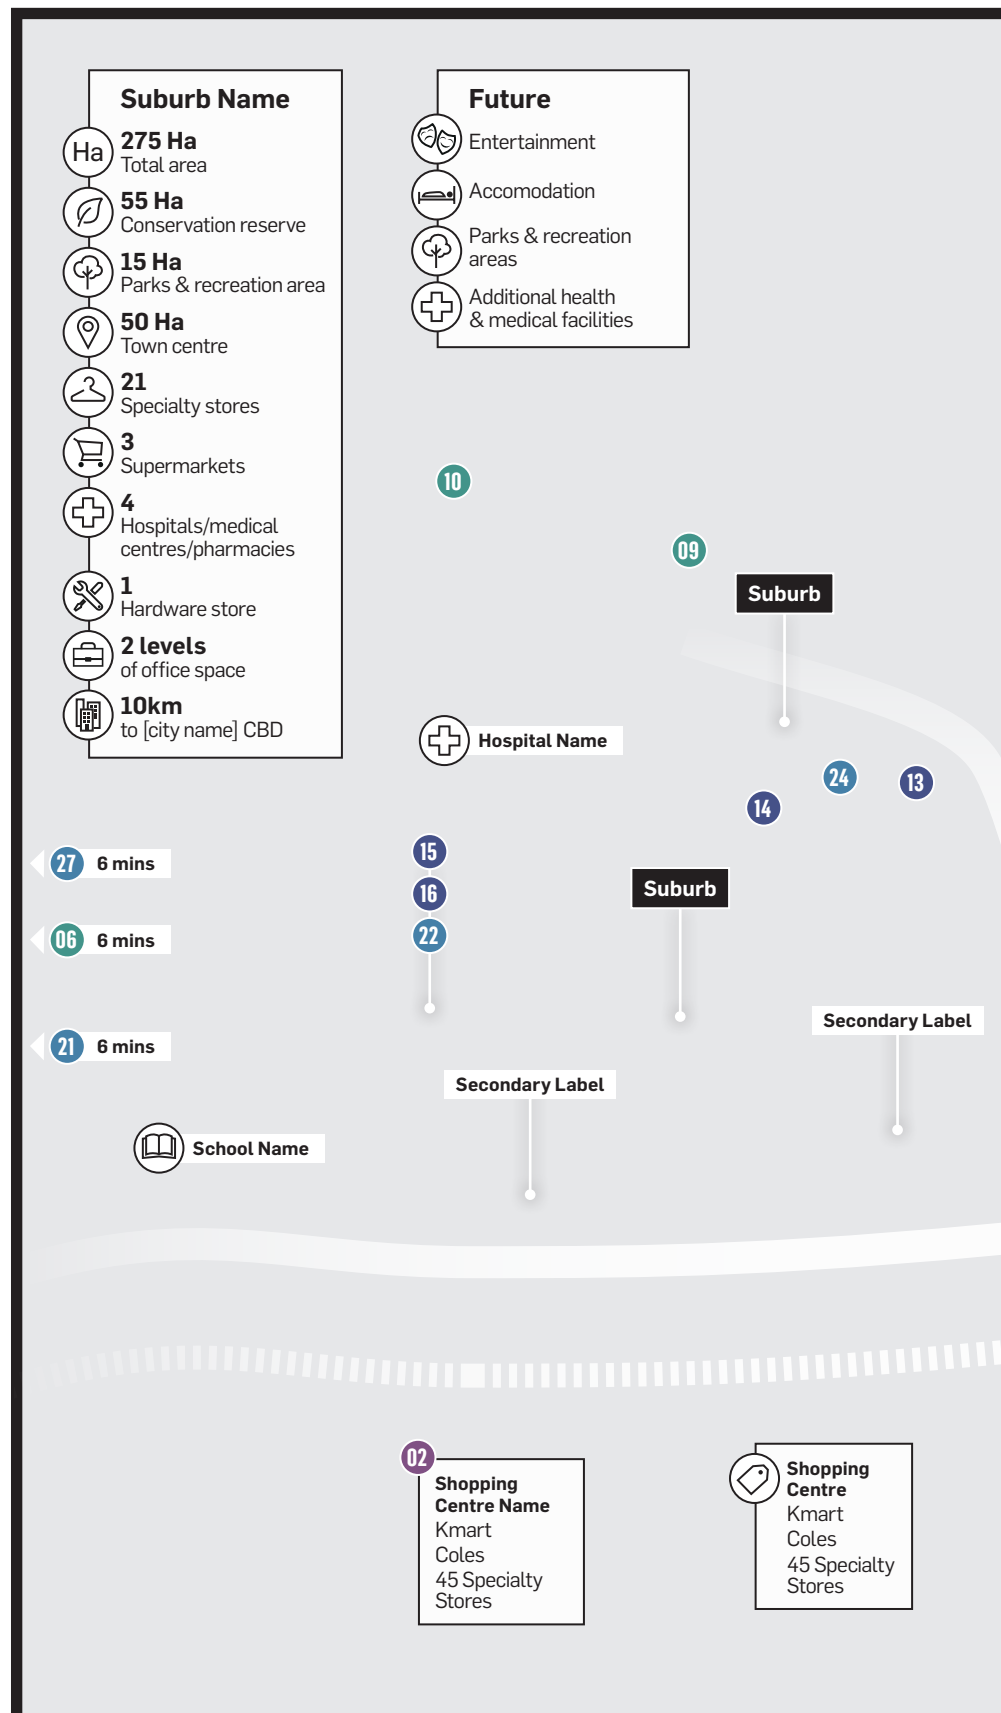 Suburb Name
Ha
275 Ha
Total area
55 Ha
Conservation reserve
15 Ha
Parks & recreation area
50 Ha
Town centre
21
Specialty stores
3
Supermarkets
4
Hospitals/medical
centres/pharmacies
1
Hardware store
2 levels
of office space
10km
to [city name] CBD
Future
Entertainment
Accomodation
Parks & recreation
areas
Additional health
& medical facilities
10
09
Suburb
Hospital Name
24
13
14
27 6 mins
15
16
Suburb
06 6 mins
22
Secondary Label
21 6 mins
Secondary Label
School Name
02
Shopping
Centre Name
Kmart
Coles
45 Specialty
Stores
Shopping
Centre
Kmart
Coles
45 Specialty
Stores